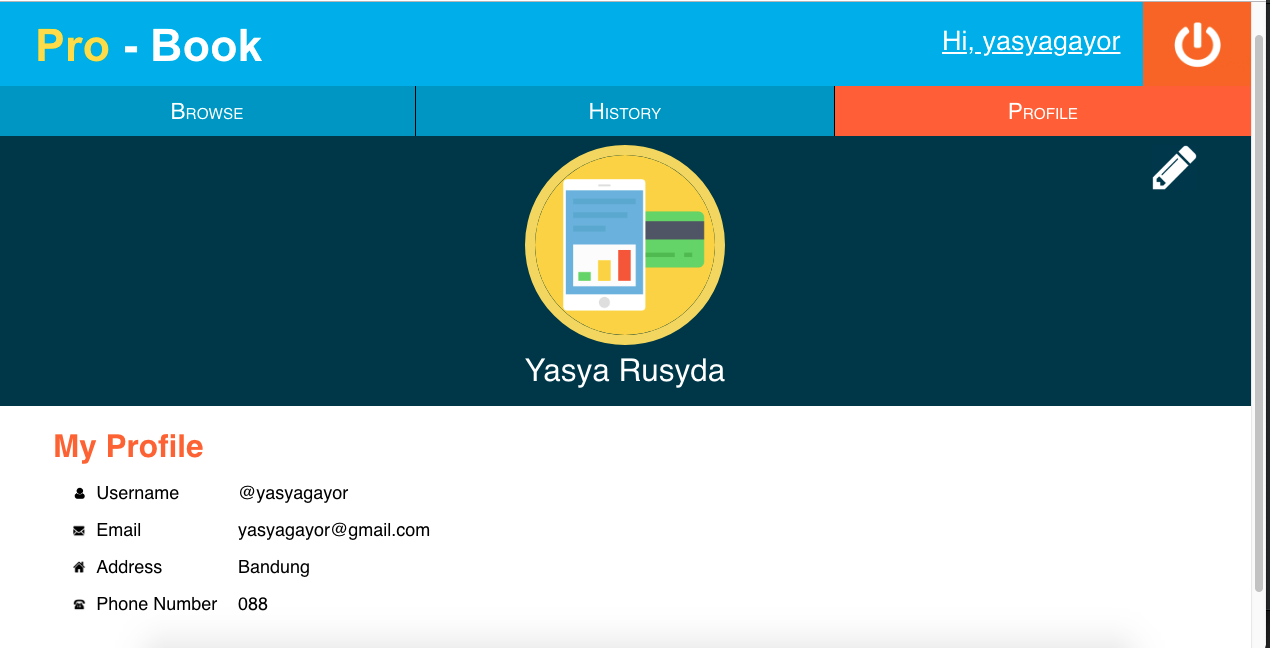 Pro - Book
Hi, yasyagayor
Browse
History
Profile
Yasya Rusyda
My Profile
Username @yasyagayor
Email yasyagayor@gmail.com
Address Bandung
Phone Number 088